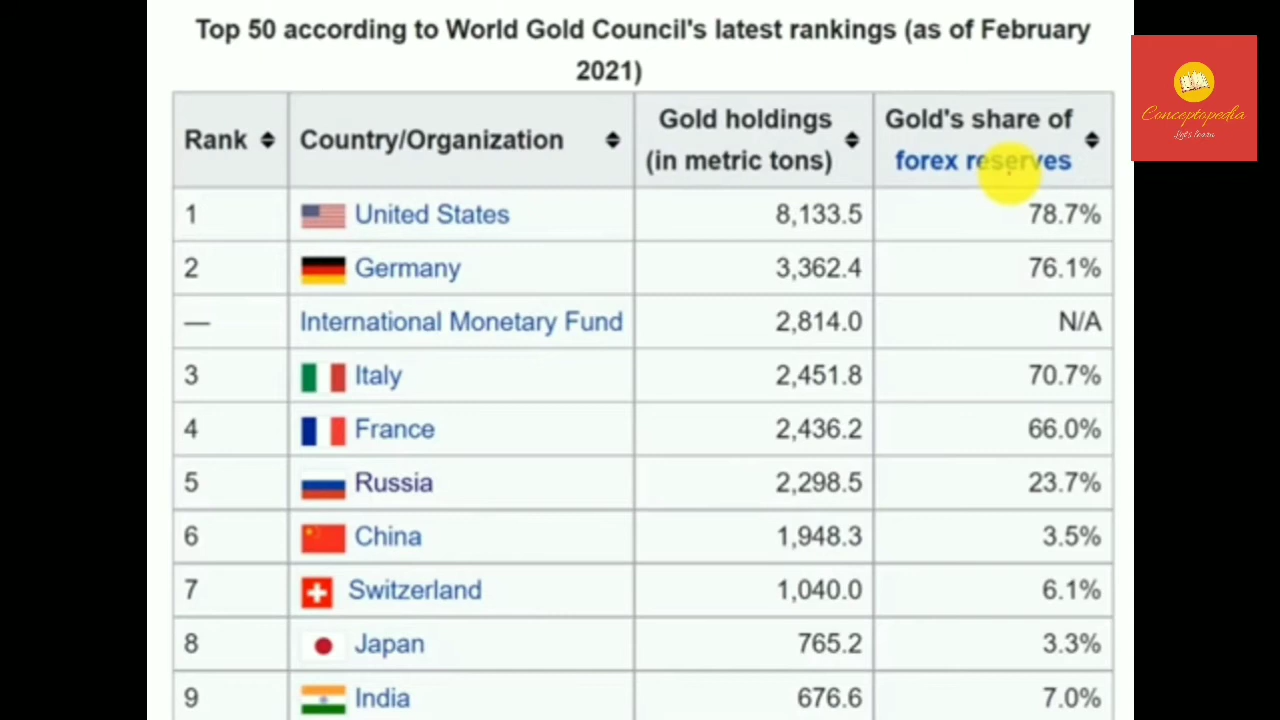 Top 50 according to World Gold Council's latest rankings (as of February
2021)
Rank Country/Organization Gold holdings (in metric tons) Gold's share of forex reserves
1 United States 8,133.5 78.7%
2 Germany 3,362.4 76.1%
— International Monetary Fund 2,814.0 N/A
3 Italy 2,451.8 70.7%
4 France 2,436.2 66.0%
5 Russia 2,298.5 23.7%
6 China 1,948.3 3.5%
7 Switzerland 1,040.0 6.1%
8 Japan 765.2 3.3%
9 India 676.6 7.0%
Conceptopedia
Let's learn